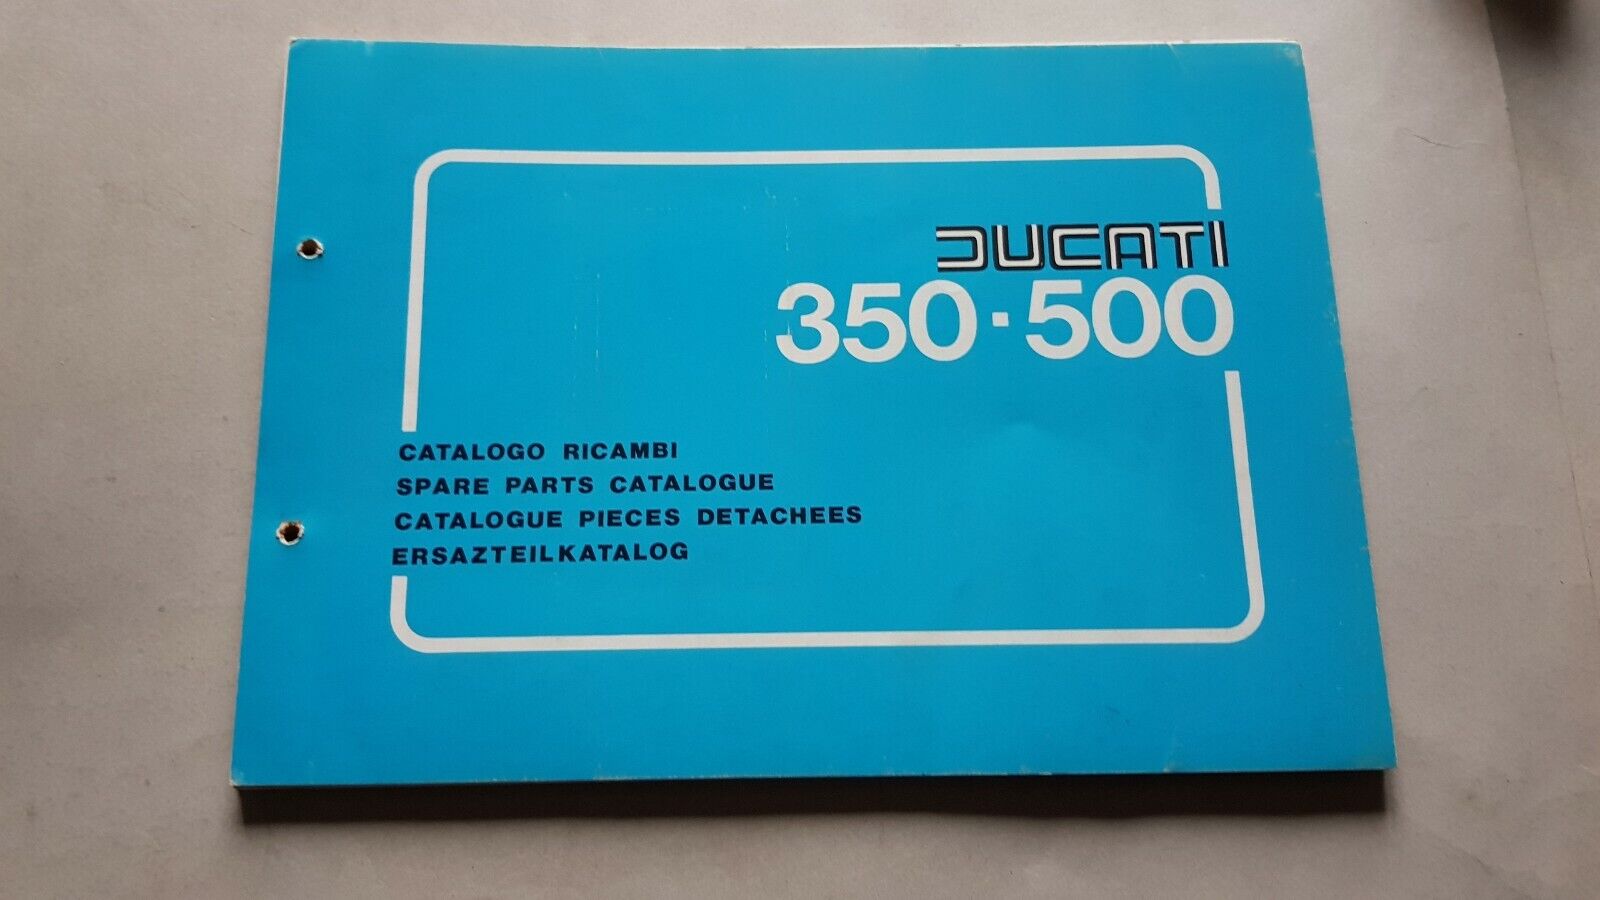 DUCATI
350·500
CATALOGO RICAMBI
SPARE PARTS CATALOGUE
CATALOGUE PIECES DETACHEES
ERSAZTEILKATALOG